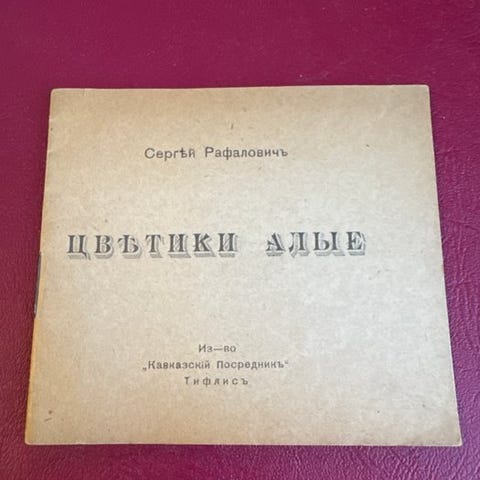 Сергѣй Рафаловичъ
ЦВѢТИКИ АЛЫЕ
Из—во
„Кавказскій Посредникъ“
Тифлисъ